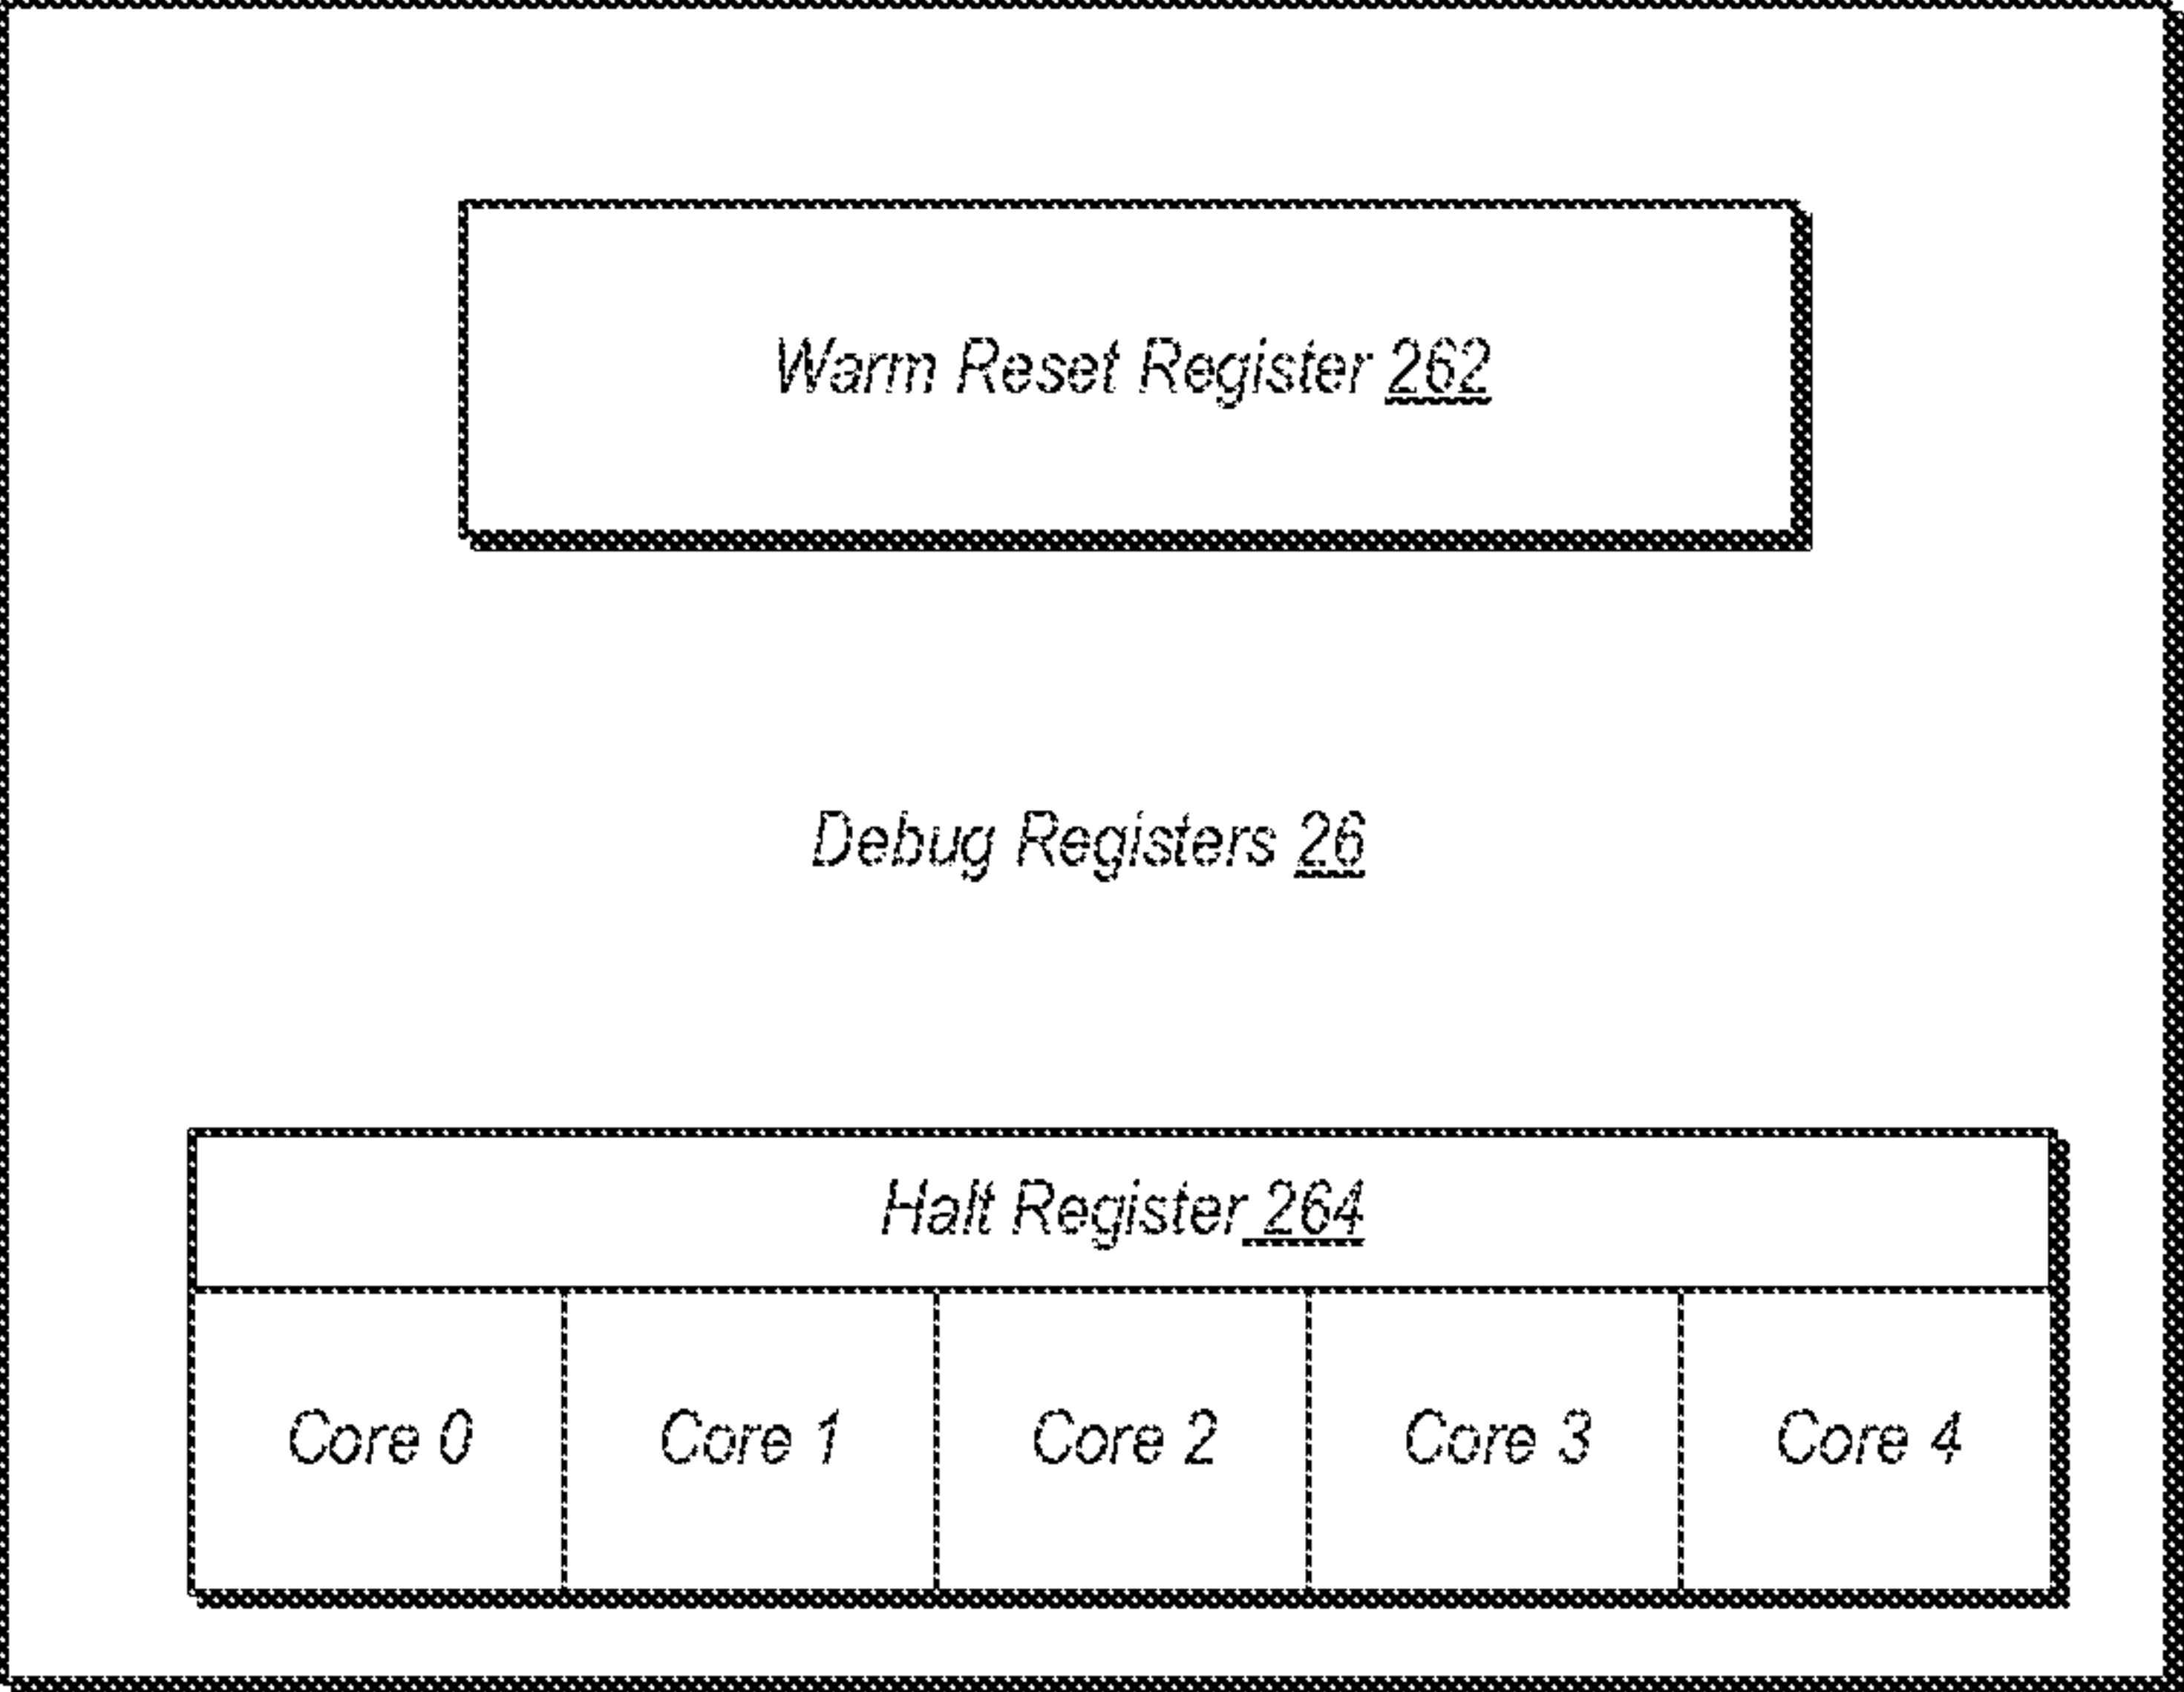 Warm Reset Register 262
Debug Registers 26
Halt Register 264
Core 0 Core 1 Core 2 Core 3 Core 4